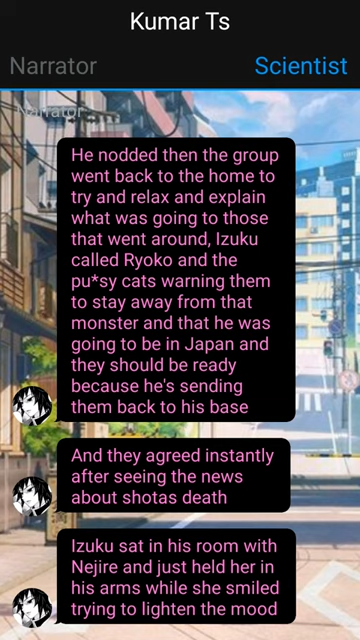 Kumar Ts
Narrator
Scientist
Narrator
He nodded then the group
went back to the home to
try and relax and explain
what was going to those
that went around, Izuku
called Ryoko and the
pu*sy cats warning them
to stay away from that
monster and that he was
going to be in Japan and
they should be ready
because he's sending
them back to his base
And they agreed instantly
after seeing the news
about shotas death
Izuku sat in his room with
Nejire and just held her in
his arms while she smiled
trying to lighten the mood